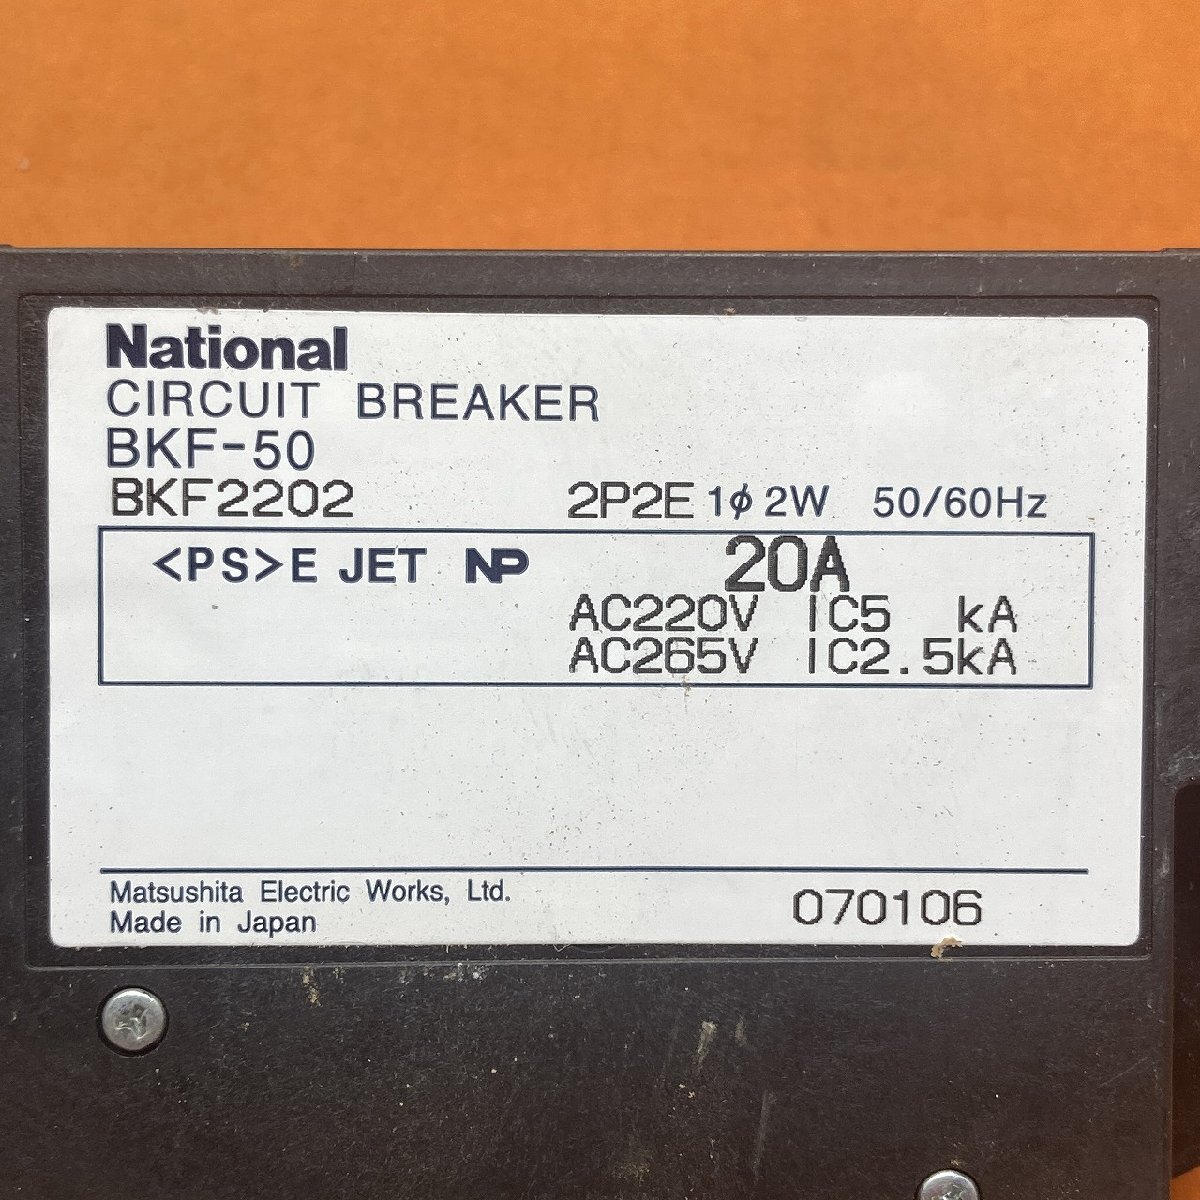 National
CIRCUIT BREAKER
BKF-50
BKF2202 2P2E 1φ 2W 50/60Hz
<PS>E JET NP 20A
AC220V IC5 kA
AC265V IC2.5kA
Matsushita Electric Works, Ltd.
Made in Japan 070106